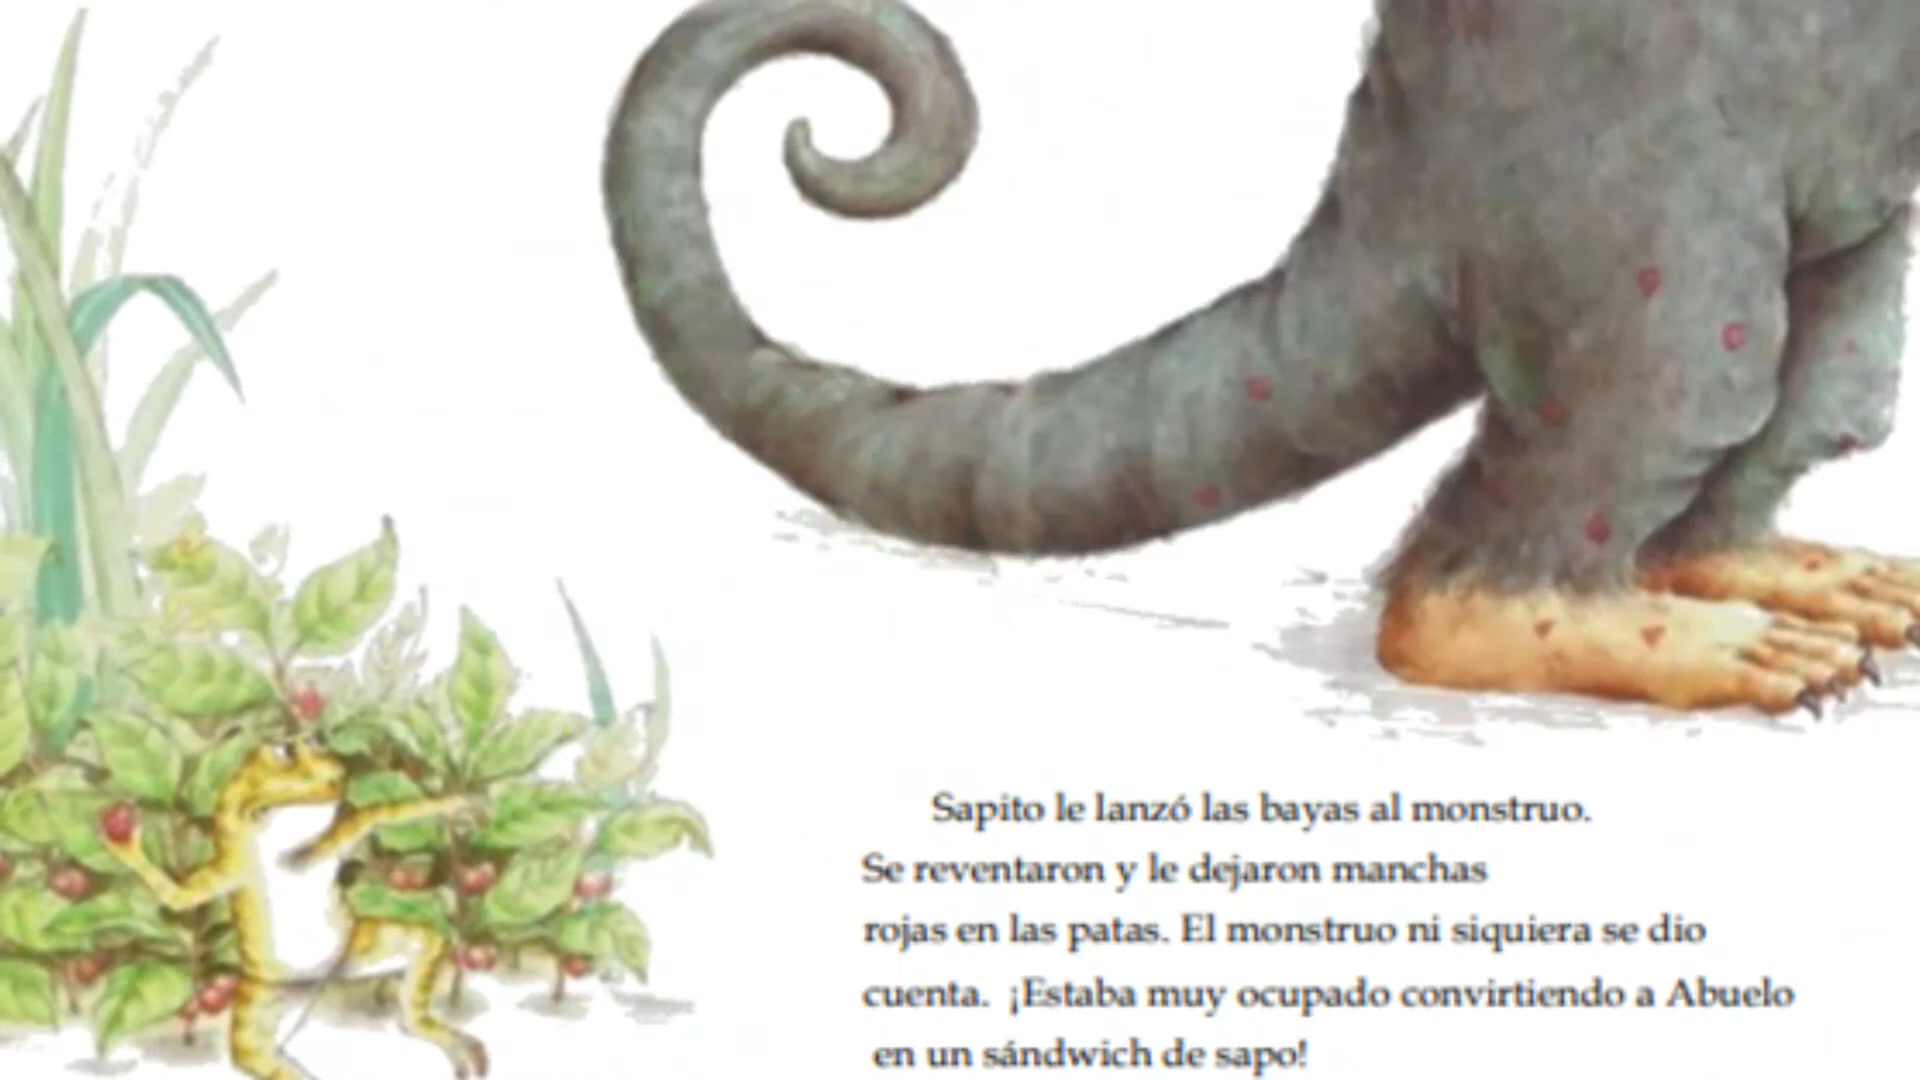 Sapito le lanzó las bayas al monstruo.
Se reventaron y le dejaron manchas
rojas en las patas. El monstruo ni siquiera se dio
cuenta. ¡Estaba muy ocupado convirtiendo a Abuelo
en un sándwich de sapo!